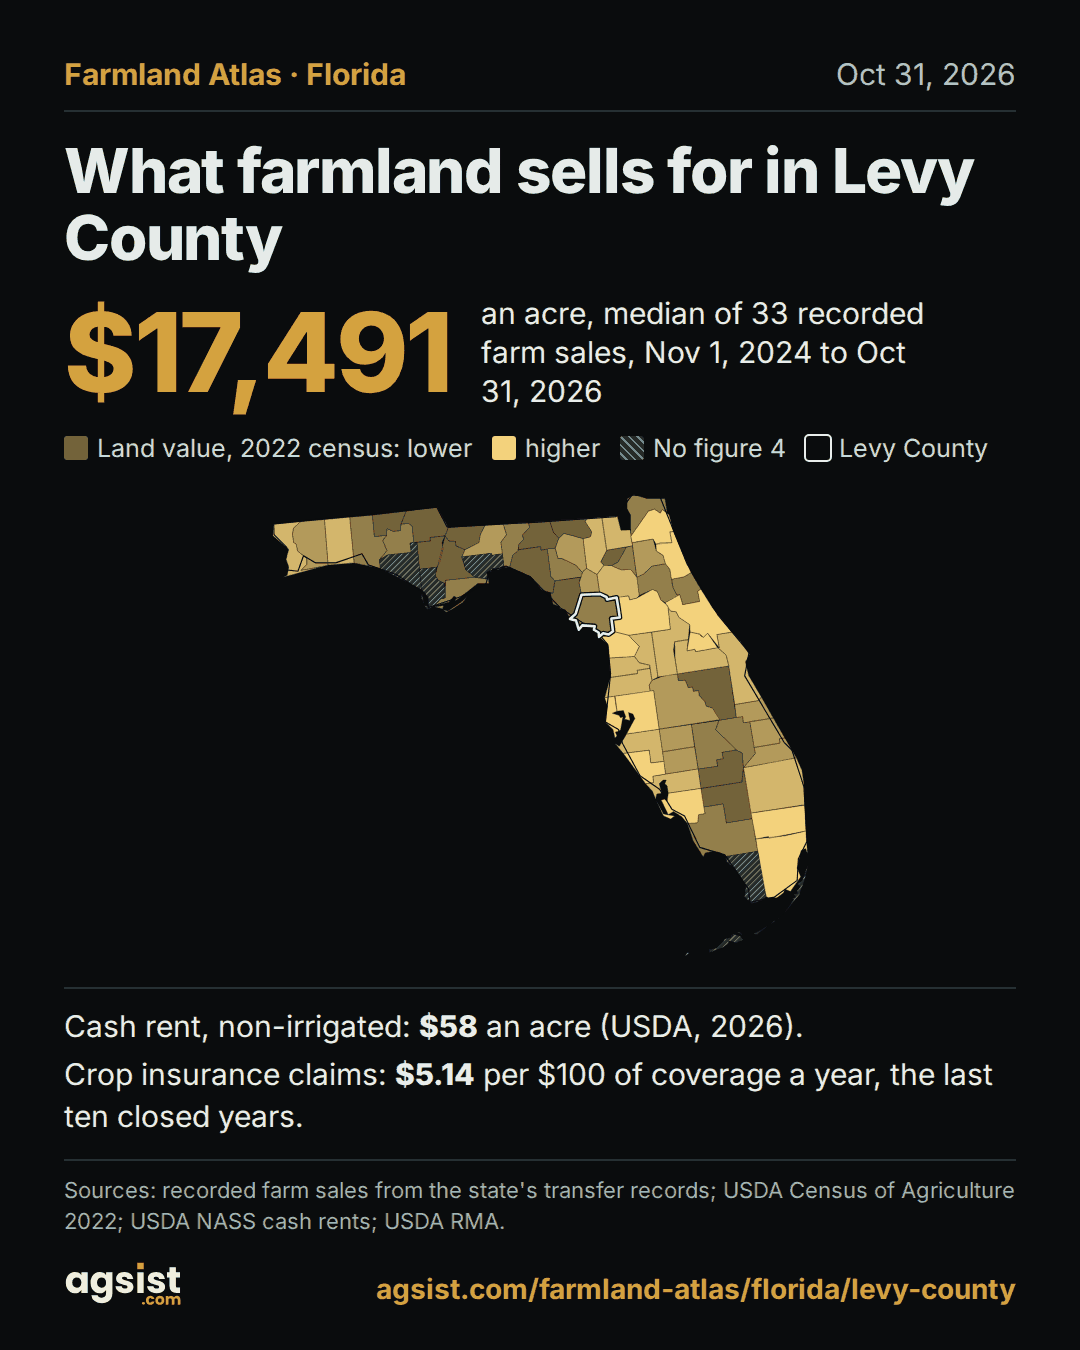 Farmland Atlas · Florida
Oct 31, 2026
What farmland sells for in Levy
County
$17,491
an acre, median of 33 recorded
farm sales, Nov 1, 2024 to Oct
31, 2026
Land value, 2022 census: lower
higher
No figure 4
Levy County
Cash rent, non-irrigated: $58 an acre (USDA, 2026).
Crop insurance claims: $5.14 per $100 of coverage a year, the last
ten closed years.
Sources: recorded farm sales from the state's transfer records; USDA Census of Agriculture
2022; USDA NASS cash rents; USDA RMA.
agsist
.com
agsist.com/farmland-atlas/florida/levy-county